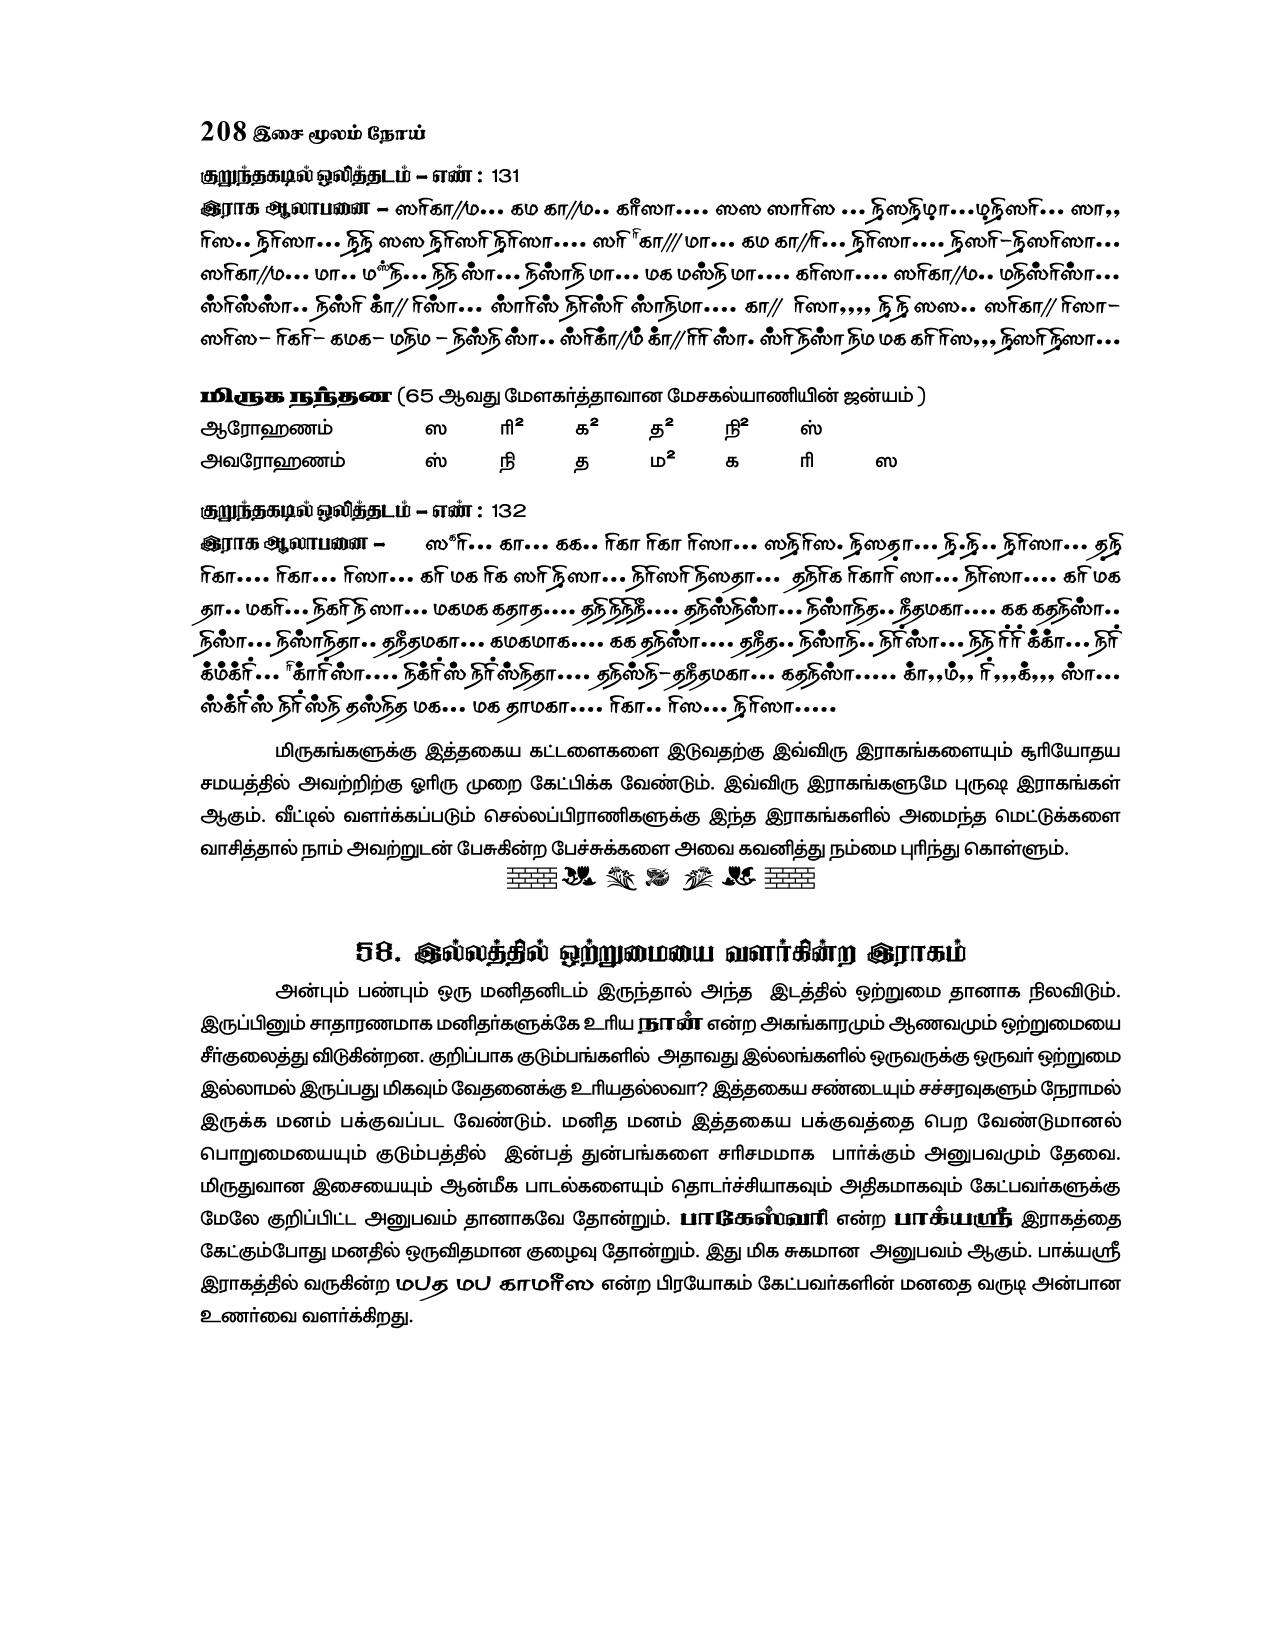 208 இசை மூலம் நோய்
குறுந்தகடில் ஒலித்தடம் – எண் : 131
இராக ஆலாபனை – ஸரிகா//ம... கம கா//ம.. கரீஸா.... ஸஸ ஸாரிஸ ... நிஸநிழா...ழநிஸரி... ஸா,,
ரிஸ.. நிரிஸா... நிநி ஸஸ நிரிஸரி நிரிஸா.... ஸரி ரிகா/// மா... கம கா//ரி... நிரிஸா.... நிஸரி–நிஸரிஸா...
ஸரிகா//ம... மா.. மஸ்நி... நிநி ஸா்... நிஸா்நி மா... மக மஸ்நி மா.... கரிஸா.... ஸரிகா//ம.. மநிஸ்ரிஸா்...
ஸ்ரிஸ்ஸா்.. நிஸ்ரி கா்// ரிஸா்... ஸா்ரிஸ் நிரிஸ்ரி ஸா்நிமா.... கா// ரிஸா,,,, நி நி ஸஸ.. ஸரிகா// ரிஸா–
ஸரிஸ– ரிகரி– கமக– மநிம – நிஸ்நி ஸா்.. ஸ்ரிகா்//ம் கா்//ரிரி ஸா். ஸ்ரி நிஸா் நிம மக கரி ரிஸ,,, நிஸரி நிஸா...
மிருக நந்தன (65 ஆவது மேளகர்த்தாவான மேசகல்யாணியின் ஜன்யம் )
ஆரோஹணம் ஸ ரி² க² த² நி² ஸ்
அவரோஹணம் ஸ் நி த ம² க ரி ஸ
குறுந்தகடில் ஒலித்தடம் – எண் : 132
இராக ஆலாபனை – ஸகரி... கா... கக.. ரிகா ரிகா ரிஸா... ஸநிரிஸ. நிஸதா... நி.நி.. நிரிஸா... தநி
ரிகா.... ரிகா... ரிஸா... கரி மக ரிக ஸரி நிஸா... நிரிஸரி நிஸதா... தநிரிக ரிகாரி ஸா... நிரிஸா.... கரி மக
தா.. மகரி... நிகரி நி ஸா... மகமக கதாத.... தநி நிநிநீ.... தநிஸ்நிஸா்... நிஸா்நித.. நீதமகா.... கக கதநிஸா்..
நிஸா்... நிஸா்நிதா.. தநீதமகா... கமகமாக.... கக தநிஸா்.... தநீத.. நிஸா்நி.. நிரிஸா்... நிநி ரிரி க்கா்... நிரி
க்ம்க்ரி... ரிகா்ரிஸா்.... நிக்ரிஸ் நிரிஸ்நிதா.... தநிஸ்நி–தநீதமகா... கதநிஸா்..... கா்,,ம்,, ரி,,,க்,,, ஸா்...
ஸ்க்ரிஸ் நிரிஸ்நி தஸ்நித மக... மக தாமகா.... ரிகா.. ரிஸ... நிரிஸா.....
மிருகங்களுக்கு இத்தகைய கட்டளைகளை இடுவதற்கு இவ்விரு இராகங்களையும் சூரியோதய
சமயத்தில் அவற்றிற்கு ஓரிரு முறை கேட்பிக்க வேண்டும். இவ்விரு இராகங்களுமே புருஷ இராகங்கள்
ஆகும். வீட்டில் வளர்க்கப்படும் செல்லப்பிராணிகளுக்கு இந்த இராகங்களில் அமைந்த மெட்டுக்களை
வாசித்தால் நாம் அவற்றுடன் பேசுகின்ற பேச்சுக்களை அவை கவனித்து நம்மை புரிந்து கொள்ளும்.
58. இல்லத்தில் ஒற்றுமையை வளர்கின்ற இராகம்
அன்பும் பண்பும் ஒரு மனிதனிடம் இருந்தால் அந்த இடத்தில் ஒற்றுமை தானாக நிலவிடும்.
இருப்பினும் சாதாரணமாக மனிதர்களுக்கே உரிய நான் என்ற அகங்காரமும் ஆணவமும் ஒற்றுமையை
சீர்குலைத்து விடுகின்றன. குறிப்பாக குடும்பங்களில் அதாவது இல்லங்களில் ஒருவருக்கு ஒருவர் ஒற்றுமை
இல்லாமல் இருப்பது மிகவும் வேதனைக்கு உரியதல்லவா? இத்தகைய சண்டையும் சச்சரவுகளும் நேராமல்
இருக்க மனம் பக்குவப்பட வேண்டும். மனித மனம் இத்தகைய பக்குவத்தை பெற வேண்டுமானல்
பொறுமையையும் குடும்பத்தில் இன்பத் துன்பங்களை சரிசமமாக பார்க்கும் அனுபவமும் தேவை.
மிருதுவான இசையையும் ஆன்மீக பாடல்களையும் தொடர்ச்சியாகவும் அதிகமாகவும் கேட்பவர்களுக்கு
மேலே குறிப்பிட்ட அனுபவம் தானாகவே தோன்றும். பாகேஸ்வரி என்ற பாக்யஸ்ரீ இராகத்தை
கேட்கும்போது மனதில் ஒருவிதமான குழைவு தோன்றும். இது மிக சுகமான அனுபவம் ஆகும். பாக்யஸ்ரீ
இராகத்தில் வருகின்ற மபத மப காமரீஸ என்ற பிரயோகம் கேட்பவர்களின் மனதை வருடி அன்பான
உணர்வை வளர்க்கிறது.